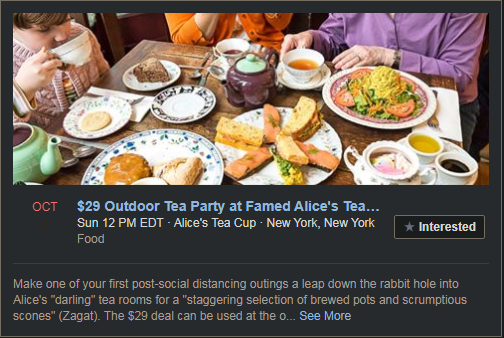 OCT
$29 Outdoor Tea Party at Famed Alice's Tea…
Sun 12 PM EDT · Alice's Tea Cup · New York, New York
Food
★ Interested
Make one of your first post-social distancing outings a leap down the rabbit hole into
Alice's "darling" tea rooms for a "staggering selection of brewed pots and scrumptious
scones" (Zagat). The $29 deal can be used at the o... See More